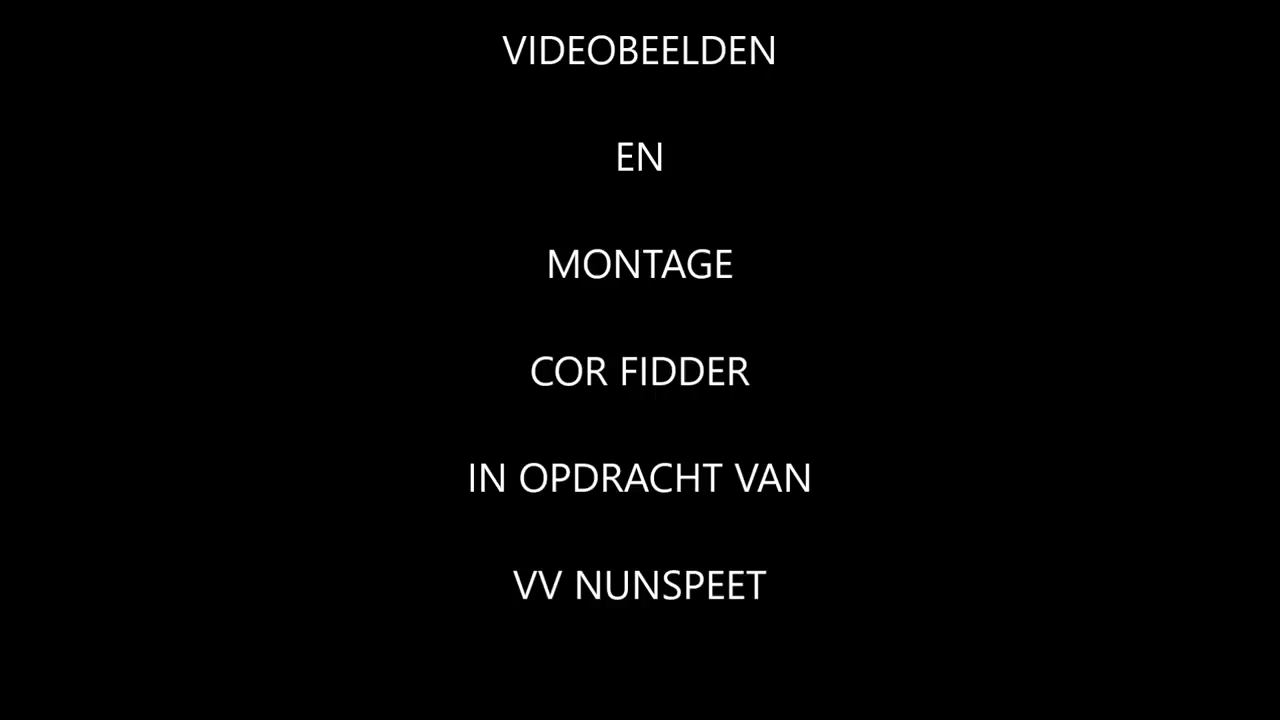 VIDEOBEELDEN
EN
MONTAGE
COR FIDDER
IN OPDRACHT VAN
VV NUNSPEET